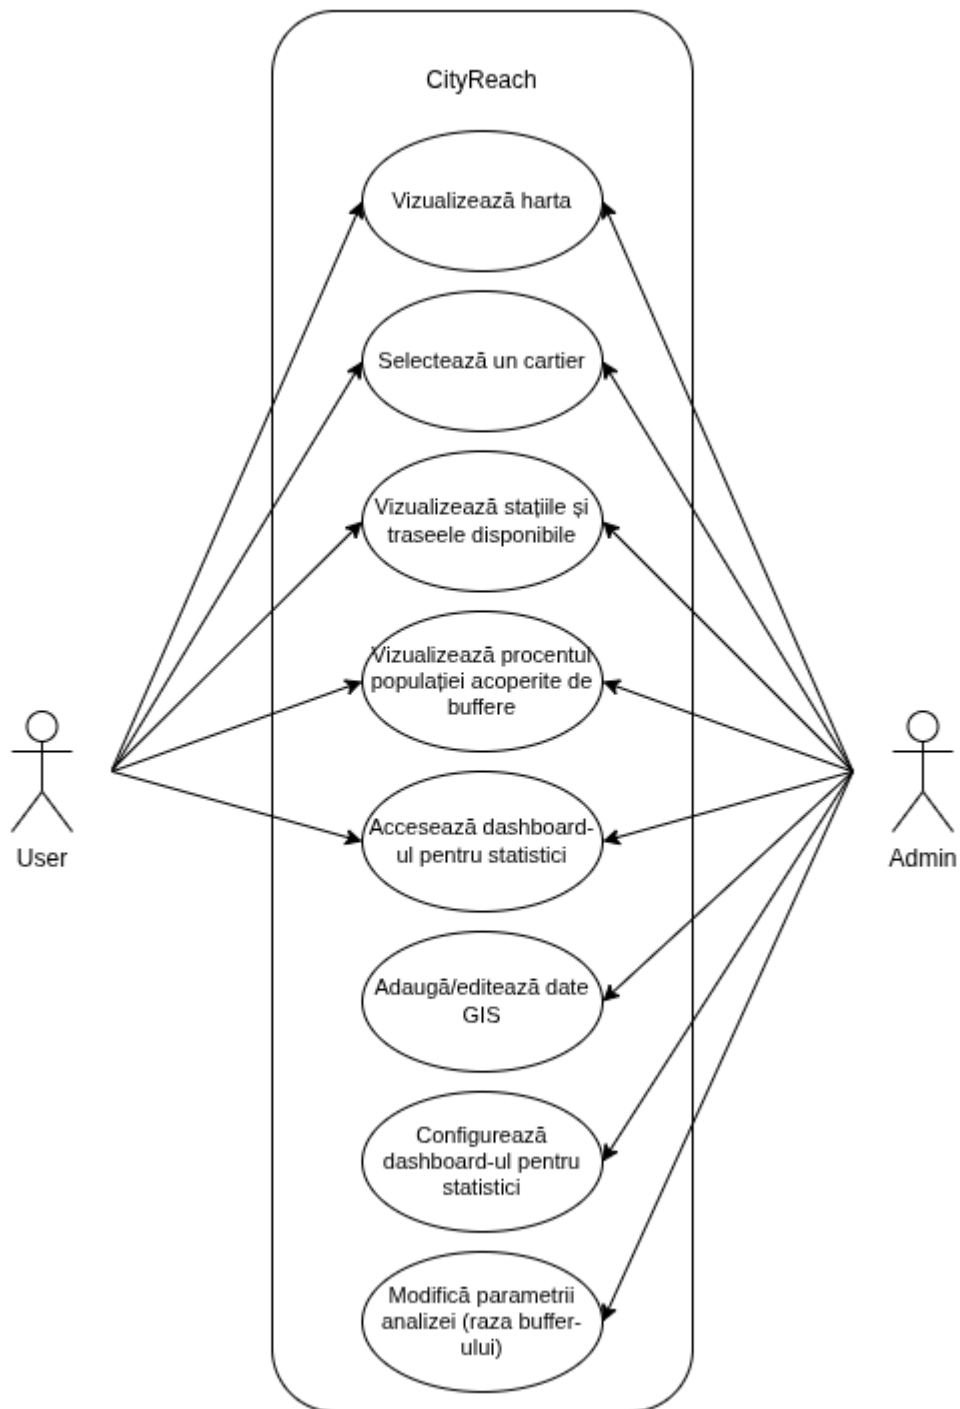 CityReach
Vizualizează harta
Selectează un cartier
Vizualizează stațiile și
traseele disponibile
Vizualizează procentul
populației acoperite de
buffere
User
Admin
Accesează dashboard-
ul pentru statistici
Adaugă/editează date
GIS
Configurează
dashboard-ul pentru
statistici
Modifică parametrii
analizei (raza buffer-
ului)